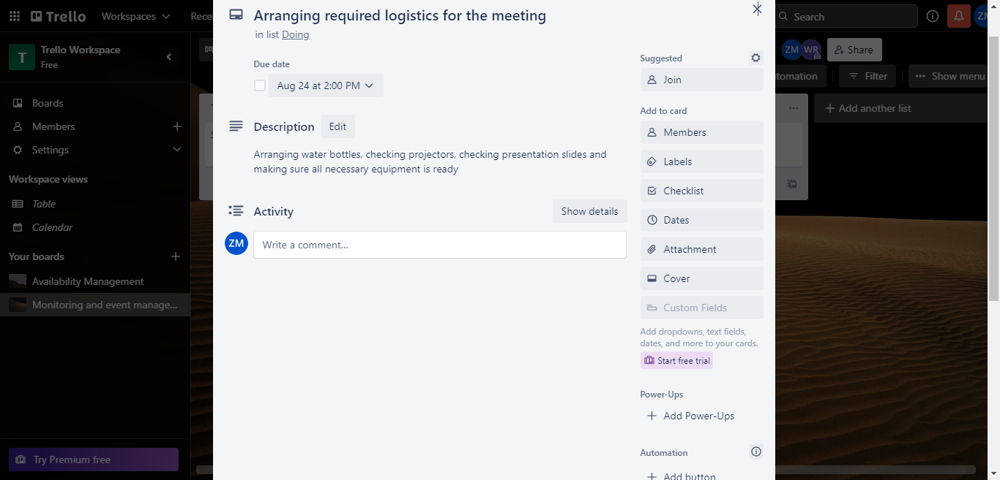 Trello
Workspaces
Rece
Search
ZM
T
Trello Workspace
Free
Boards
Members
Settings
Workspace views
Table
Calendar
Your boards
Availability Management
Monitoring and event manage...
Try Premium free
Arranging required logistics for the meeting
in list Doing
Due date
Aug 24 at 2:00 PM
Description
Edit
Arranging water bottles, checking projectors, checking presentation slides and
making sure all necessary equipment is ready
Activity
Show details
ZM
Write a comment...
Suggested
Join
Add to card
Members
Labels
Checklist
Dates
Attachment
Cover
Custom Fields
Add dropdowns, text fields,
dates, and more to your cards.
Start free trial
Power-Ups
Add Power-Ups
Automation
Add button
ZM
WR
Share
tomation
Filter
Show menu
Add another list